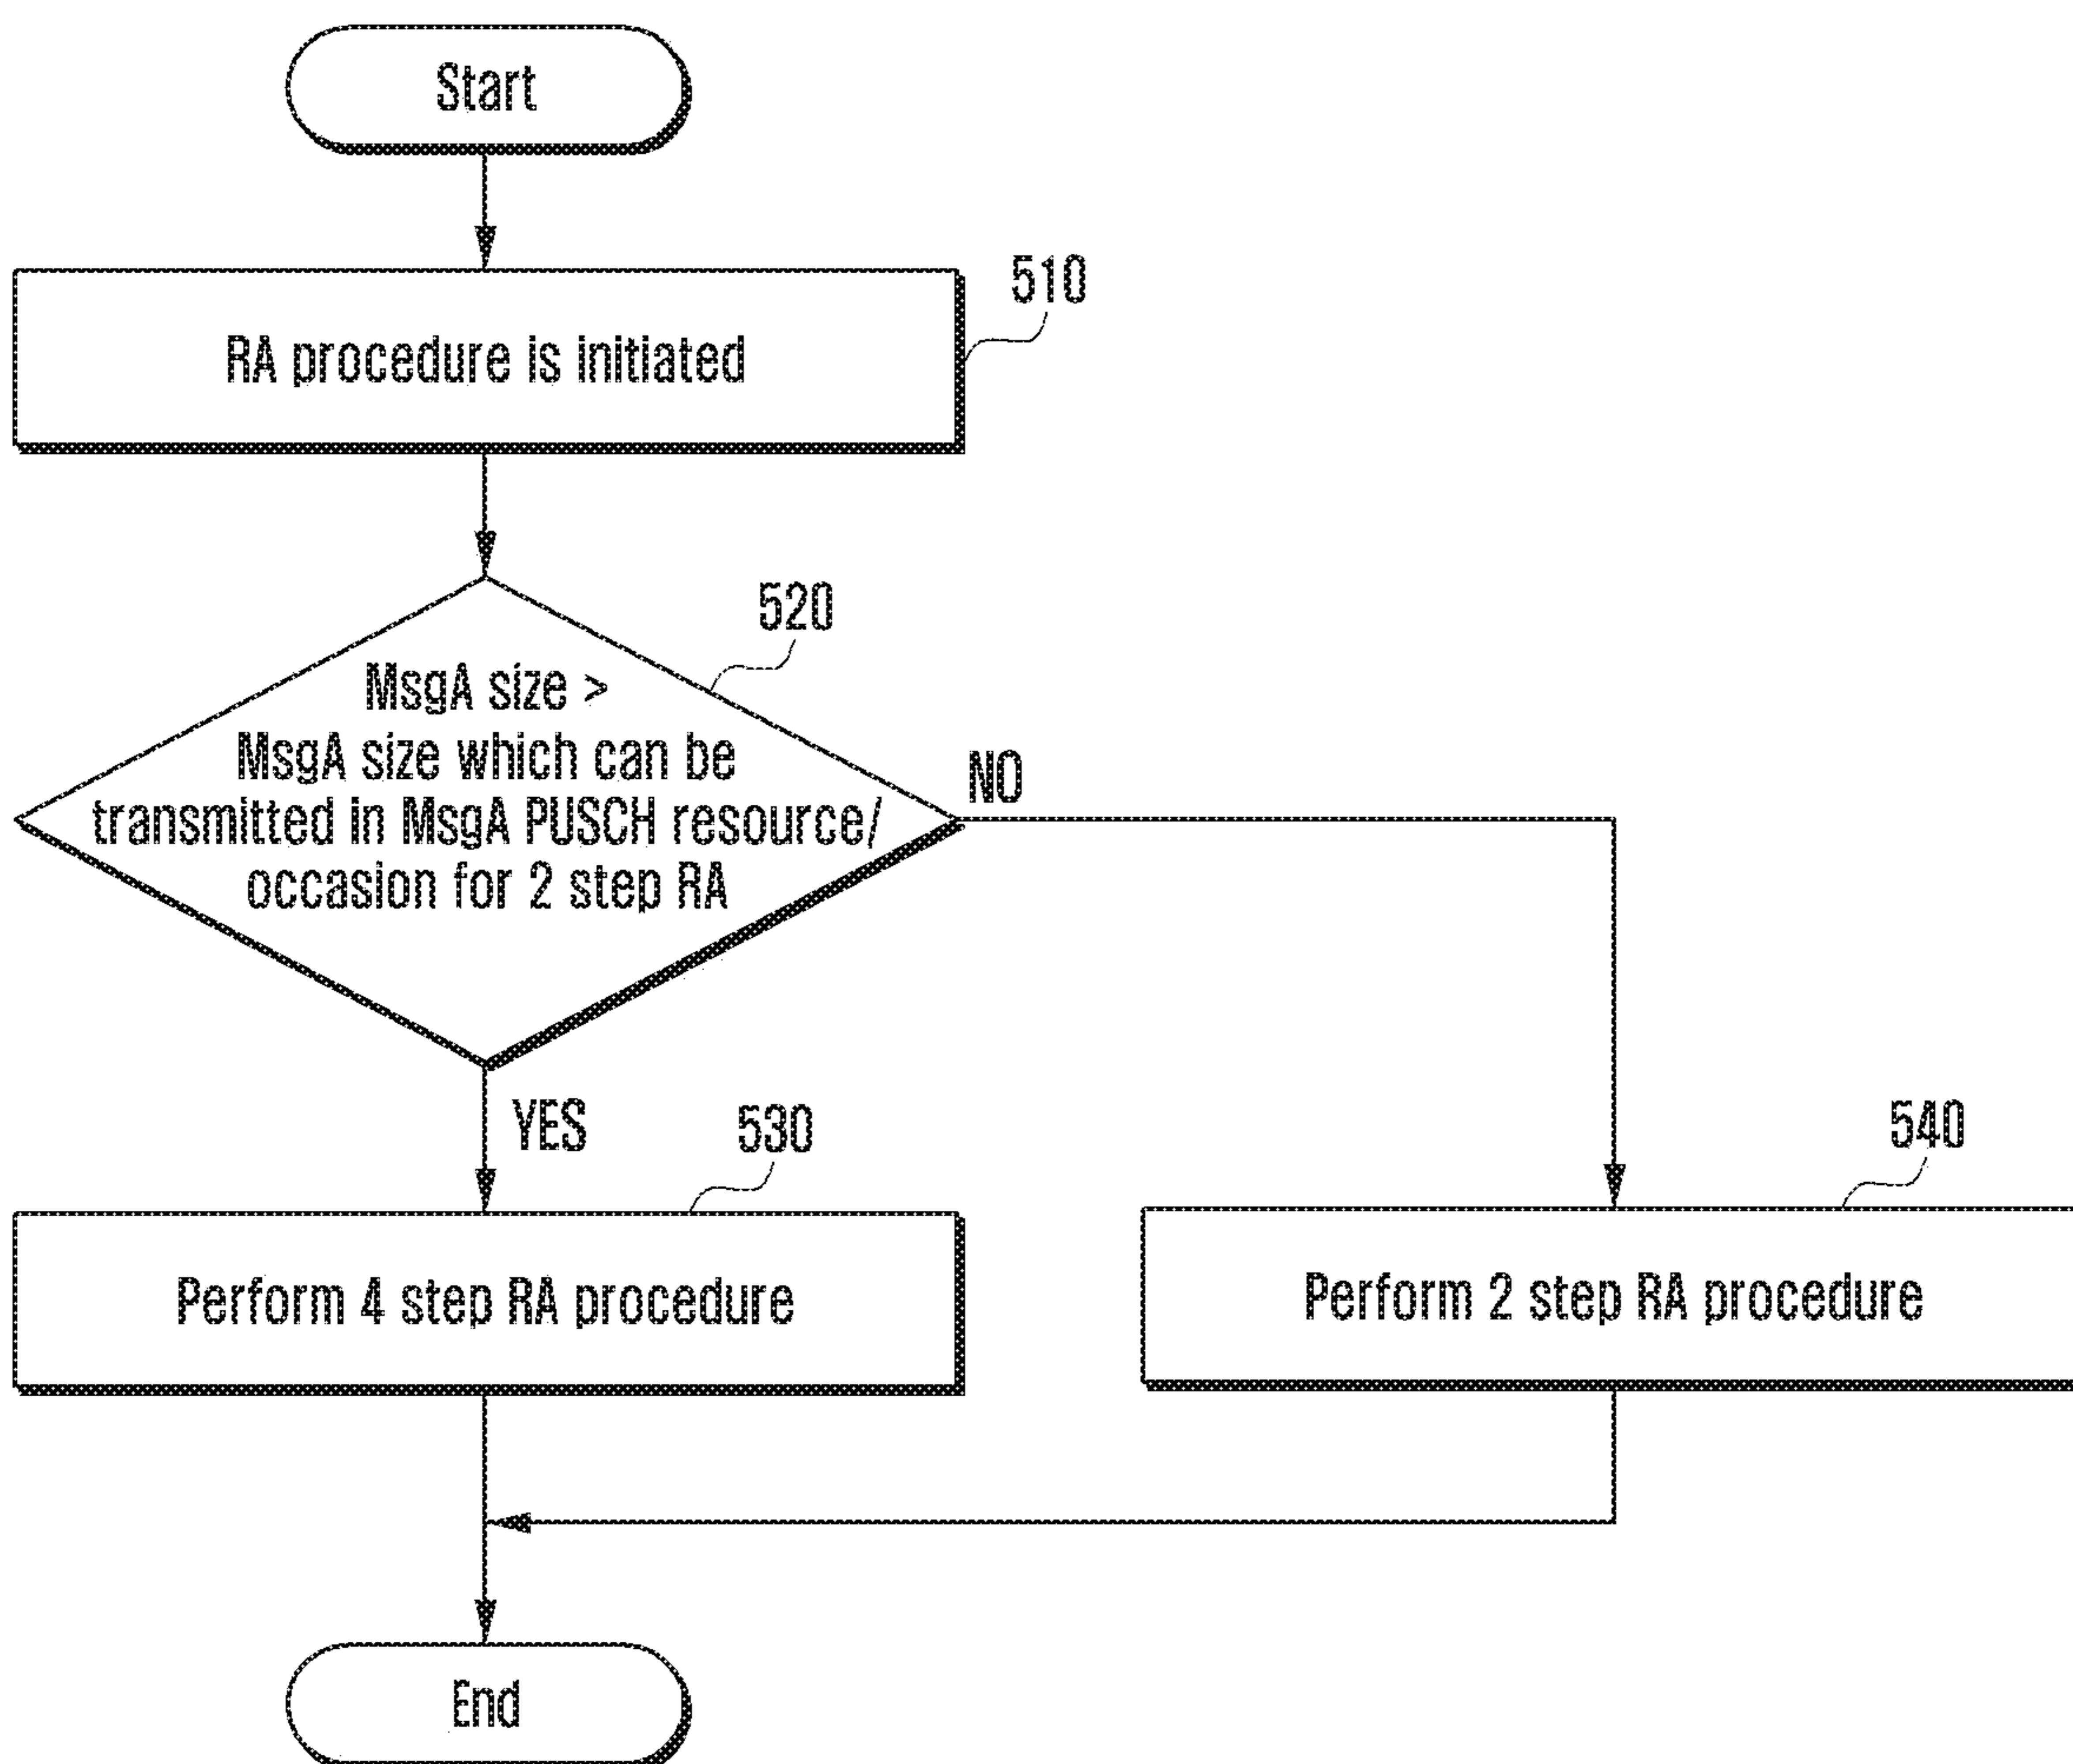 Start
510
RA procedure is initiated
520
MsgA size >
MsgA size which can be
transmitted in MsgA PUSCH resource/
occasion for 2 step RA
NO
YES
530
Perform 4 step RA procedure
540
Perform 2 step RA procedure
End